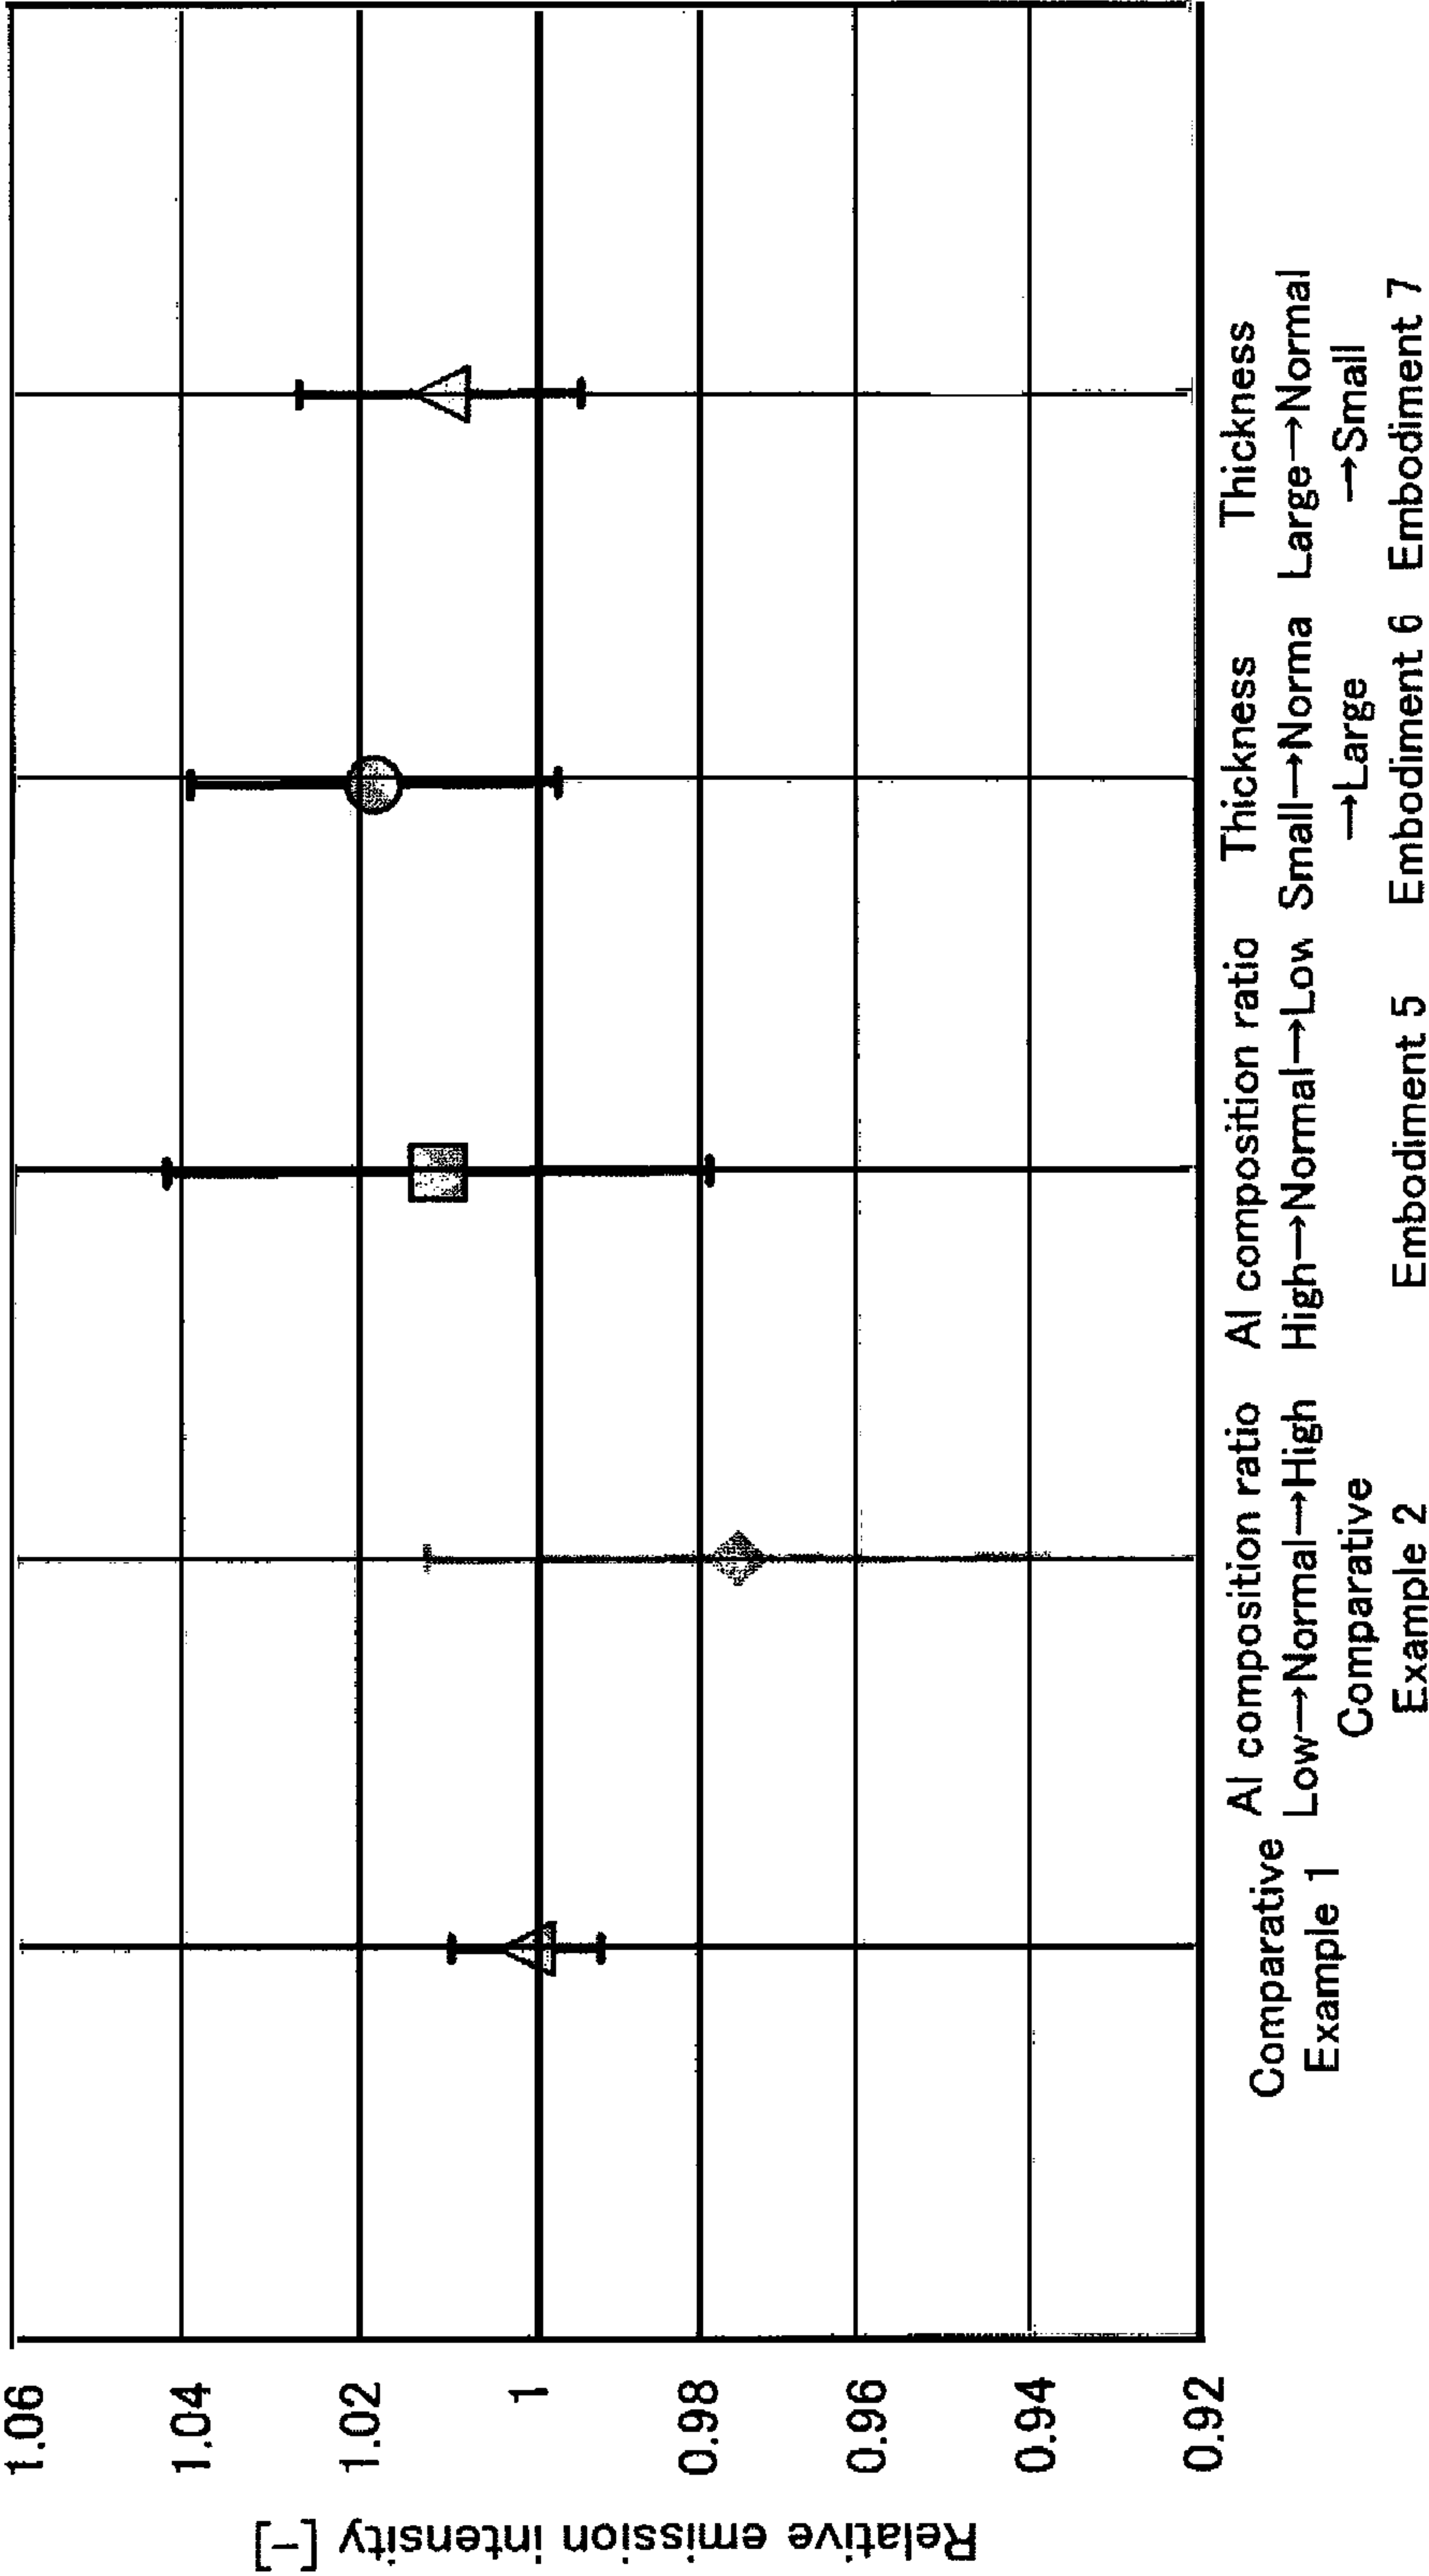 Relative emission intensity [-]
1.06
1.04
1.02
1
0.98
0.96
0.94
0.92
Comparative
Example 1
Al composition ratio
Low→Normal→High
Comparative
Example 2
Al composition ratio
High→Normal→Low
Embodiment 5
Thickness
Small→Norma
→Large
Embodiment 6
Thickness
Large→Normal
→Small
Embodiment 7